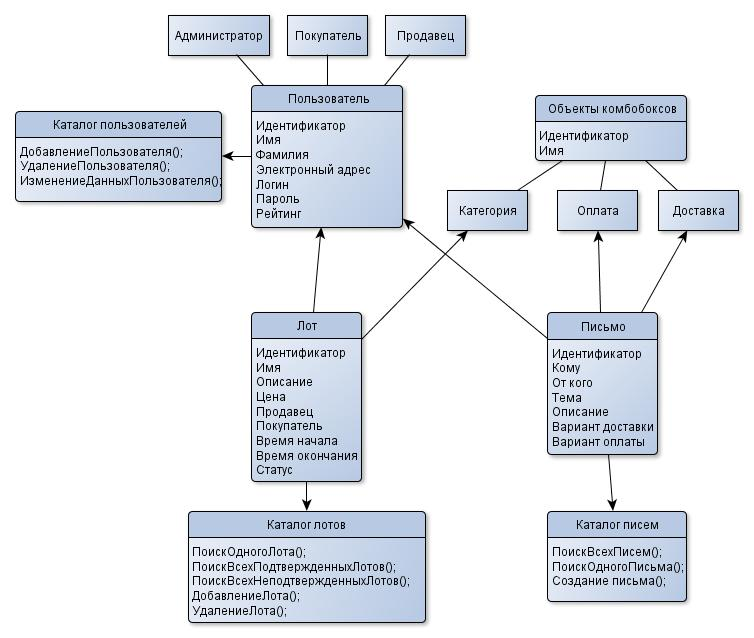 Администратор
Покупатель
Продавец
Пользователь
Идентификатор
Имя
Фамилия
Электронный адрес
Логин
Пароль
Рейтинг
Каталог пользователей
ДобавлениеПользователя();
УдалениеПользователя();
ИзменениеДанныхПользователя();
Объекты комбобоксов
Идентификатор
Имя
Категория
Оплата
Доставка
Лот
Идентификатор
Имя
Описание
Цена
Продавец
Покупатель
Время начала
Время окончания
Статус
Письмо
Идентификатор
Кому
От кого
Тема
Описание
Вариант доставки
Вариант оплаты
Каталог лотов
ПоискОдногоЛота();
ПоискВсехПодтвержденныхЛотов();
ПоискВсехНеподтвержденныхЛотов();
ДобавлениеЛота();
УдалениеЛота();
Каталог писем
ПоискВсехПисем();
ПоискОдногоПисьма();
Создание письма();